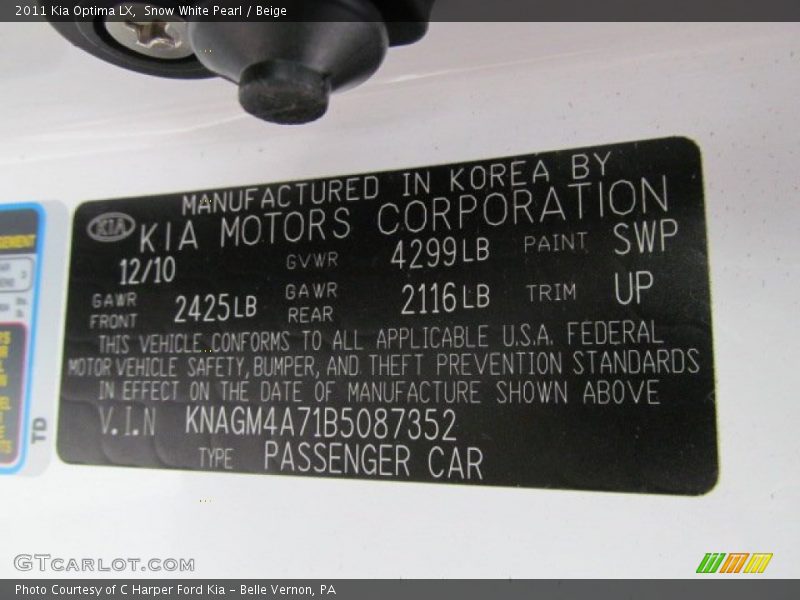 2011 Kia Optima LX, Snow White Pearl / Beige
MANUFACTURED IN KOREA BY
KIA KIA MOTORS CORPORATION
12/10 GVWR 4299LB PAINT SWP
GAWR FRONT 2425LB GAWR REAR 2116LB TRIM UP
THIS VEHICLE CONFORMS TO ALL APPLICABLE U.S.A. FEDERAL
MOTOR VEHICLE SAFETY, BUMPER, AND THEFT PREVENTION STANDARDS
IN EFFECT ON THE DATE OF MANUFACTURE SHOWN ABOVE
V.I.N KNAGM4A71B5087352
TYPE PASSENGER CAR
TD
GTCARLOT.COM
Photo Courtesy of C Harper Ford Kia - Belle Vernon, PA